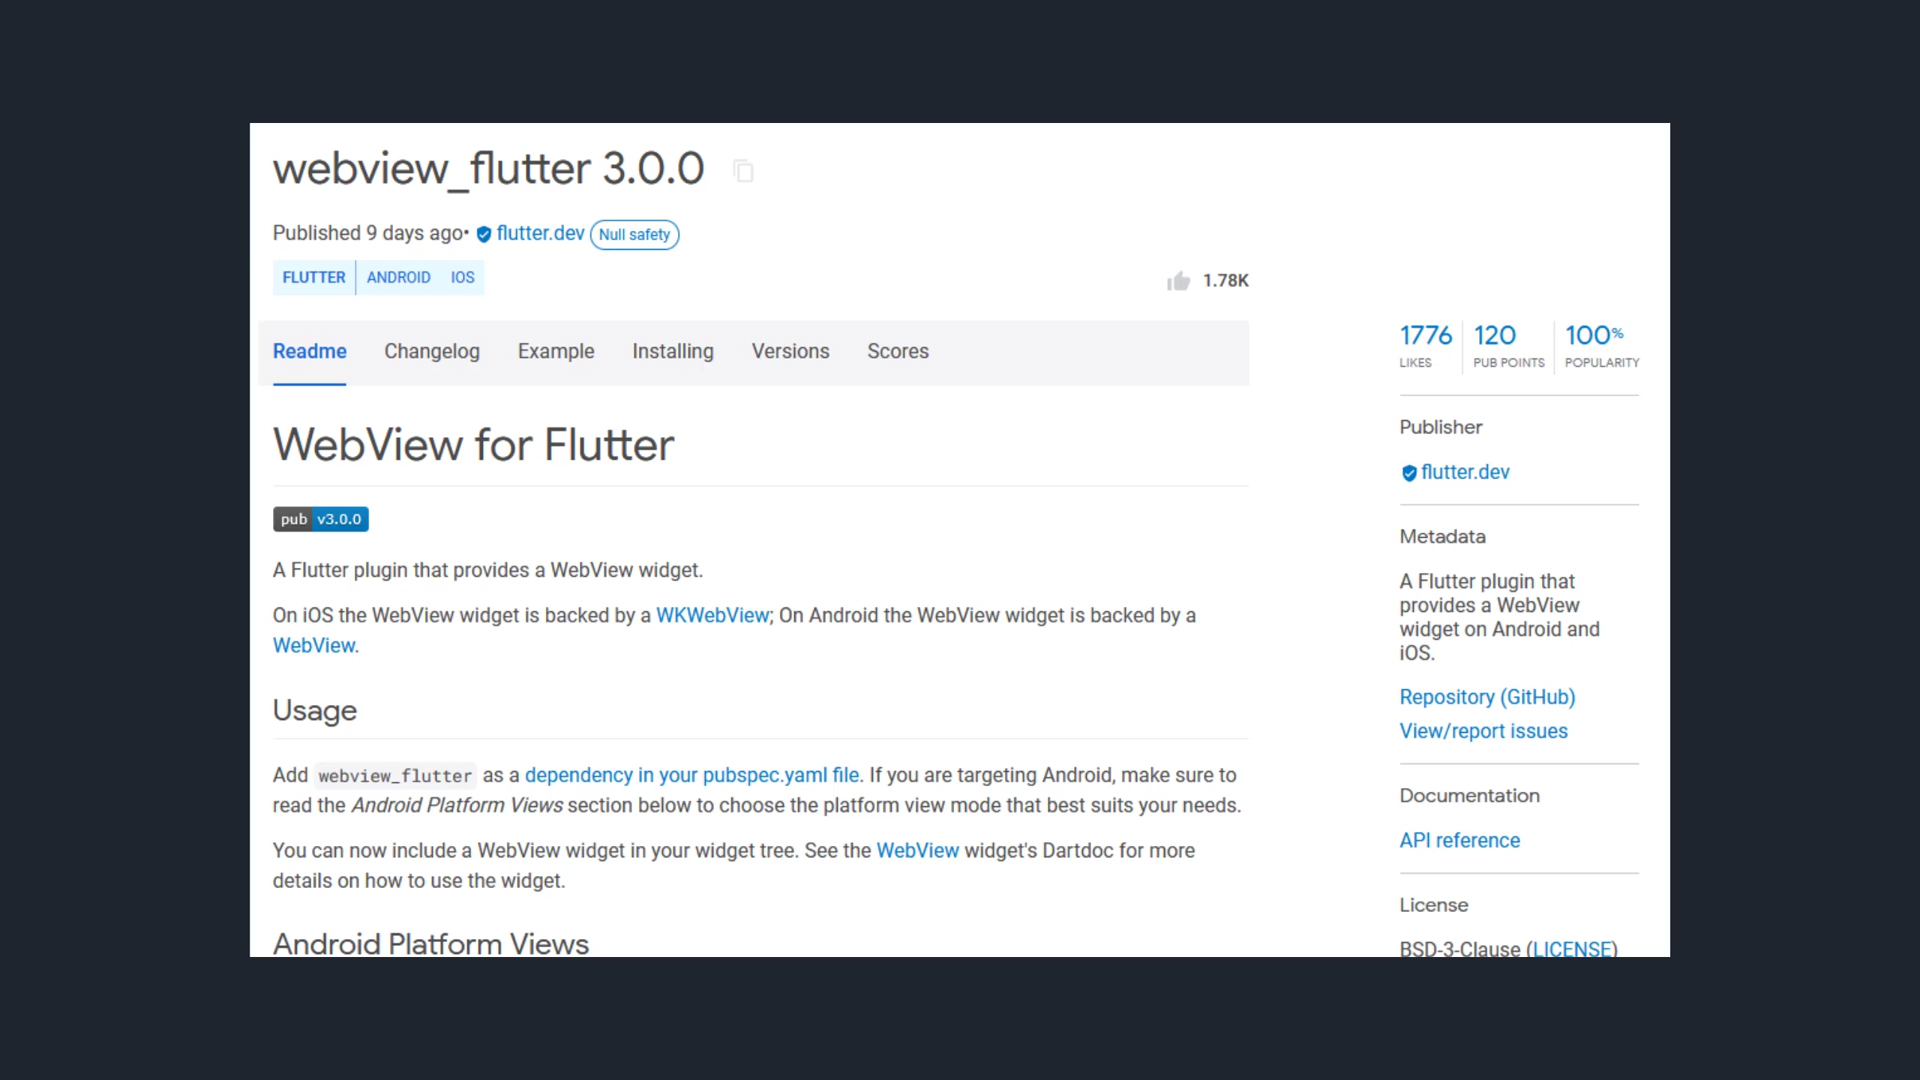 webview_flutter 3.0.0
Published 9 days ago• flutter.dev Null safety
FLUTTER ANDROID IOS
1.78K
Readme Changelog Example Installing Versions Scores
WebView for Flutter
pub v3.0.0
A Flutter plugin that provides a WebView widget.
On iOS the WebView widget is backed by a WKWebView; On Android the WebView widget is backed by a
WebView.
Usage
Add webview_flutter as a dependency in your pubspec.yaml file. If you are targeting Android, make sure to
read the Android Platform Views section below to choose the platform view mode that best suits your needs.
You can now include a WebView widget in your widget tree. See the WebView widget's Dartdoc for more
details on how to use the widget.
Android Platform Views
1776 120 100%
LIKES PUB POINTS POPULARITY
Publisher
flutter.dev
Metadata
A Flutter plugin that
provides a WebView
widget on Android and
iOS.
Repository (GitHub)
View/report issues
Documentation
API reference
License
BSD-3-Clause (LICENSE)